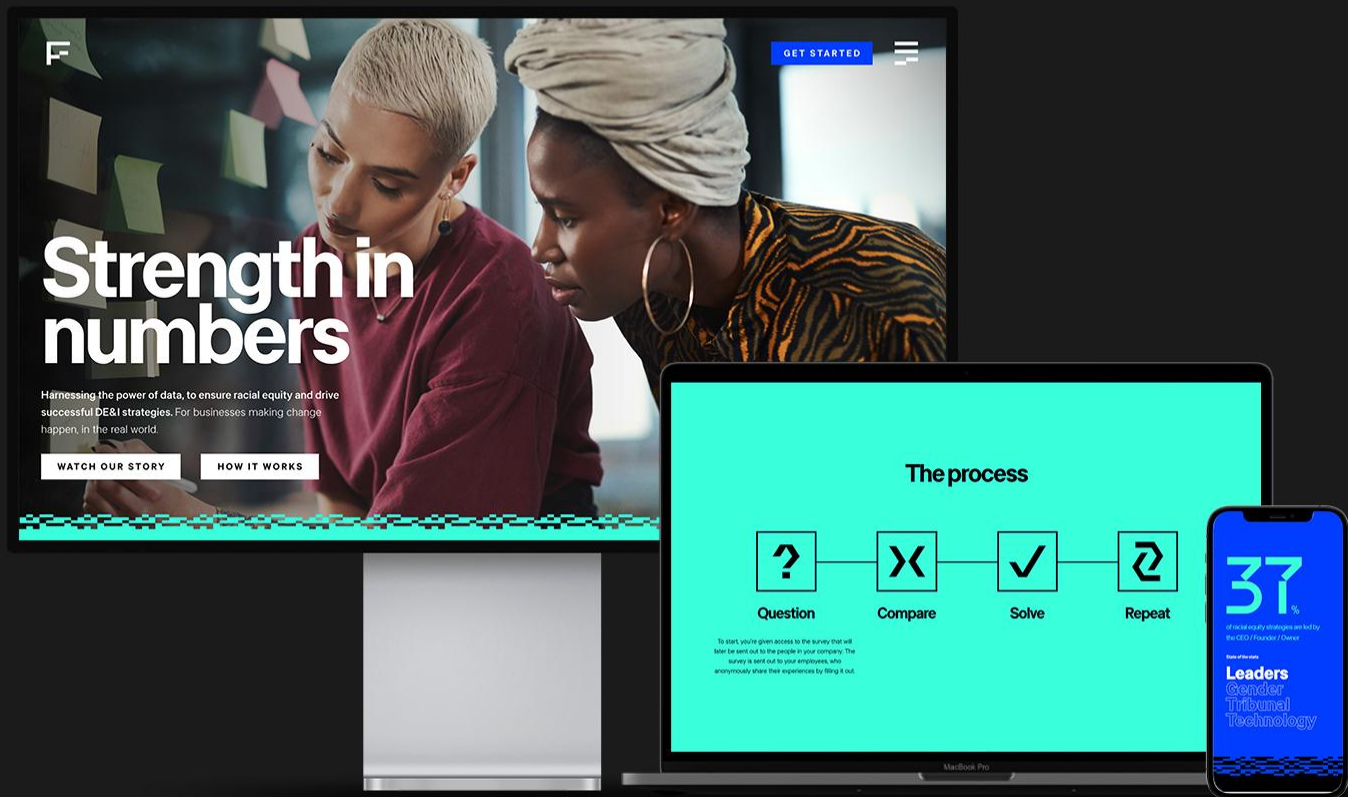 F
GET STARTED
Strength in
numbers
Harnessing the power of data, to ensure racial equity and drive
successful DE&I strategies. For businesses making change
happen, in the real world.
WATCH OUR STORY
HOW IT WORKS
The process
?
Question
Compare
Solve
Repeat
To start, you're given access to the survey that will
later be sent out to the people in your company. The
survey is sent out to your employees, who
anonymously share their experiences by filling it out.
MacBook Pro
37%
of racial equity strategies are led by
the CEO / Founder / Owner
State of the stats
Leaders
Gender
Tribunal
Technology